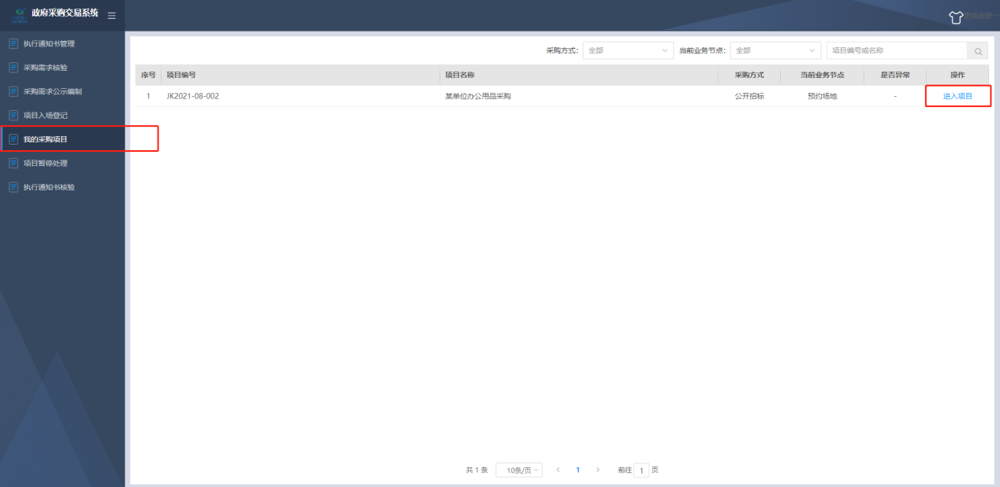 政府采购交易系统
更换皮肤
执行通知书管理
采购需求核验
采购需求公示编制
项目入场登记
我的采购项目
项目暂停处理
执行通知书核验
采购方式： 全部 当前业务节点： 全部 项目编号或名称
序号 项目编号 项目名称 采购方式 当前业务节点 是否异常 操作
1 JK2021-08-002 某单位办公用品采购 公开招标 预约场地 - 进入项目
共 1 条 10条/页 < 1 > 前往 1 页